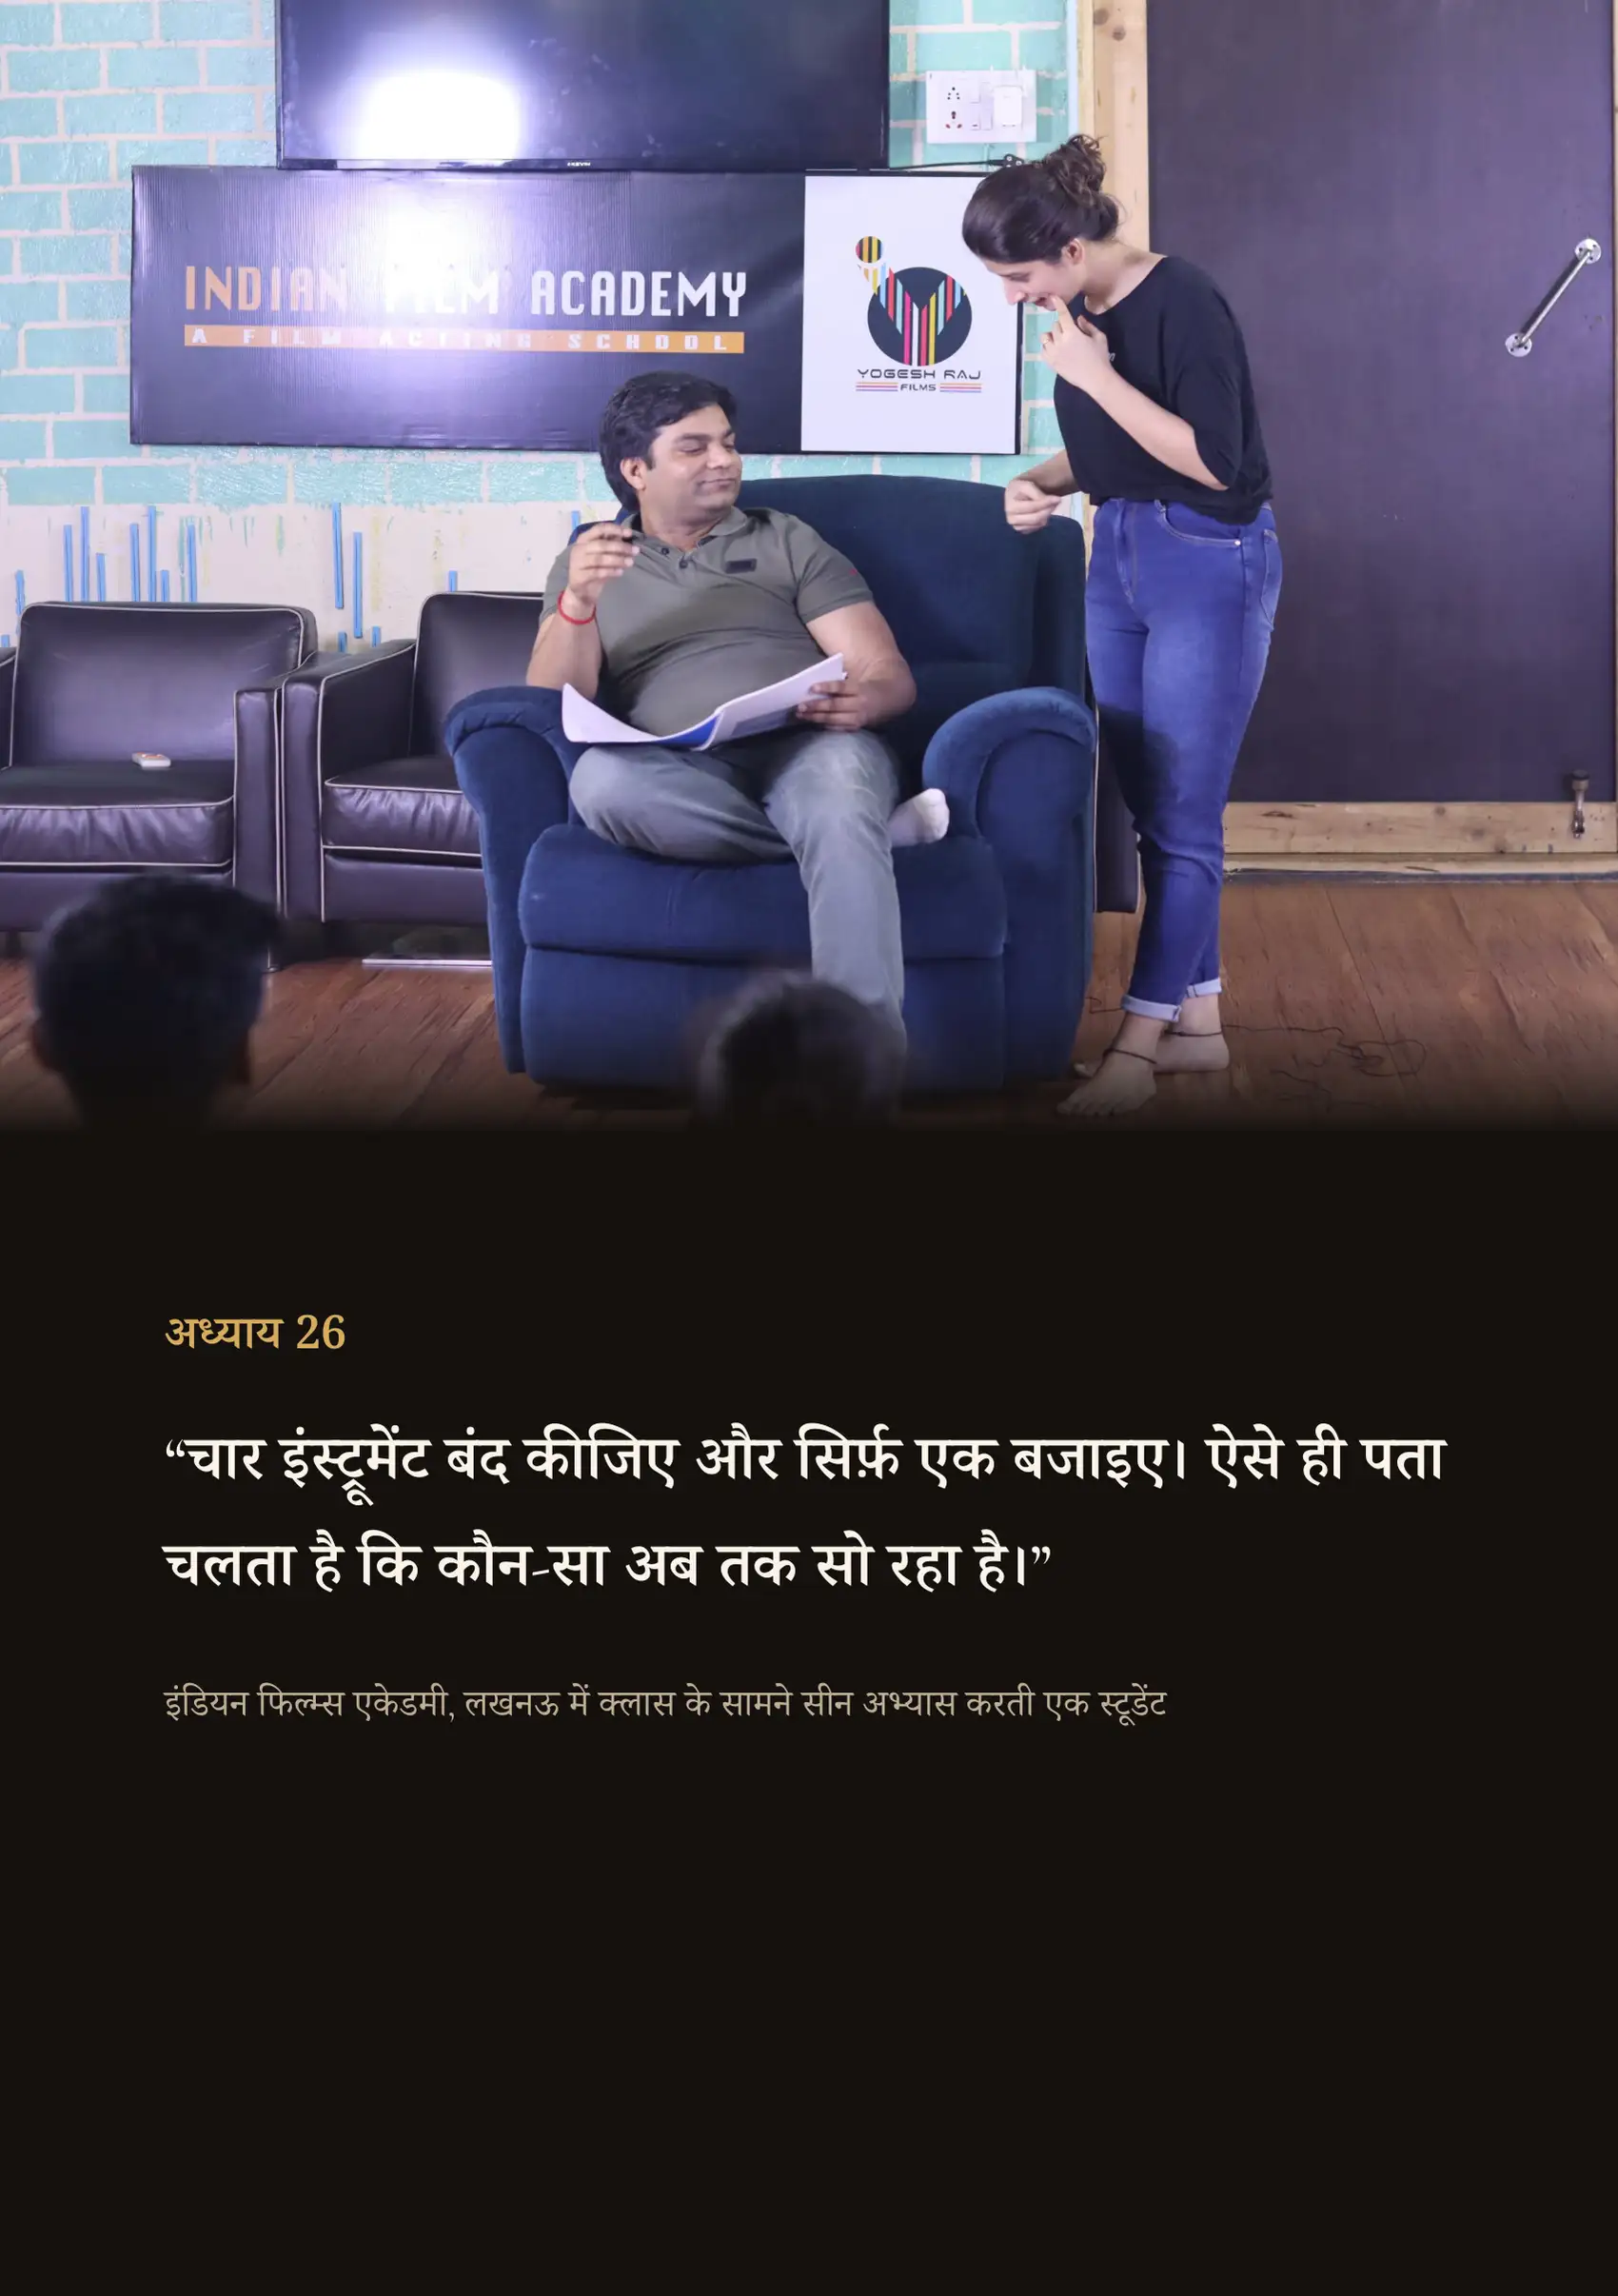 INDIAN FILM ACADEMY
A FILM ACTING SCHOOL
YOGESH RAJ
FILMS
अध्याय 26
“चार इंस्ट्रूमेंट बंद कीजिए और सिर्फ़ एक बजाइए। ऐसे ही पता
चलता है कि कौन-सा अब तक सो रहा है।”
इंडियन फिल्म्स एकेडमी, लखनऊ में क्लास के सामने सीन अभ्यास करती एक स्टूडेंट